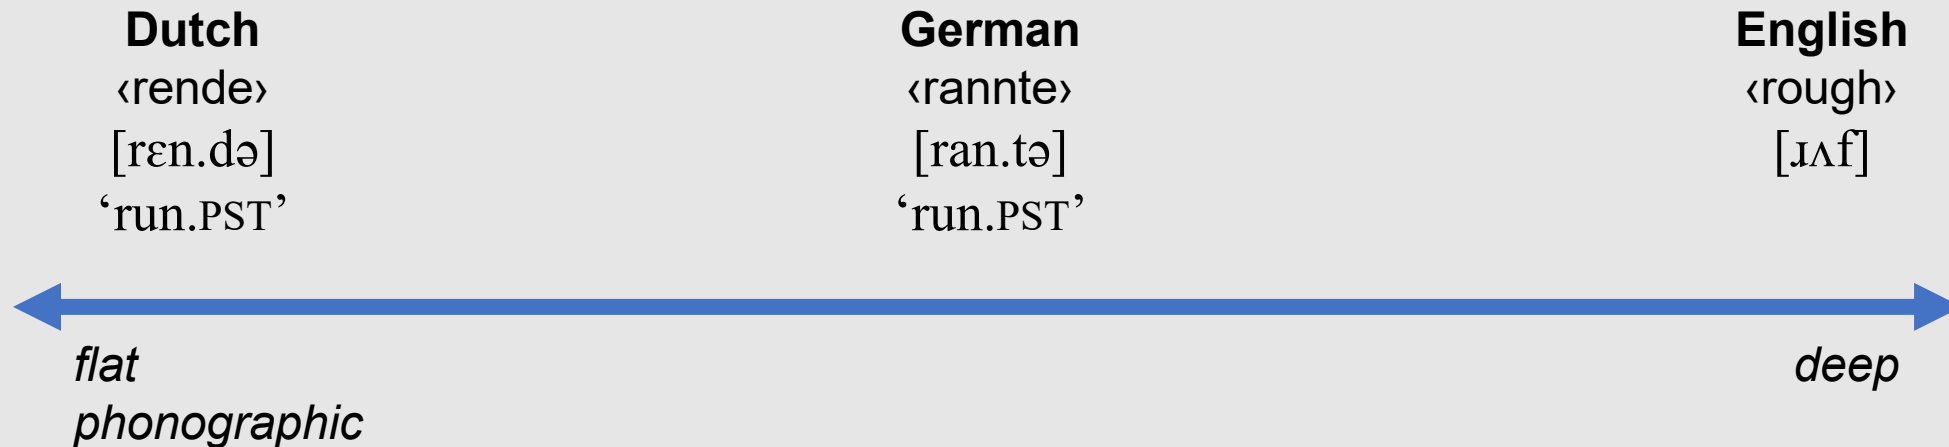 Dutch German English
‹rende› ‹rannte› ‹rough›
[rɛn.də] [ran.tə] [ɹʌf]
‘run.PST’ ‘run.PST’
flat deep
phonographic